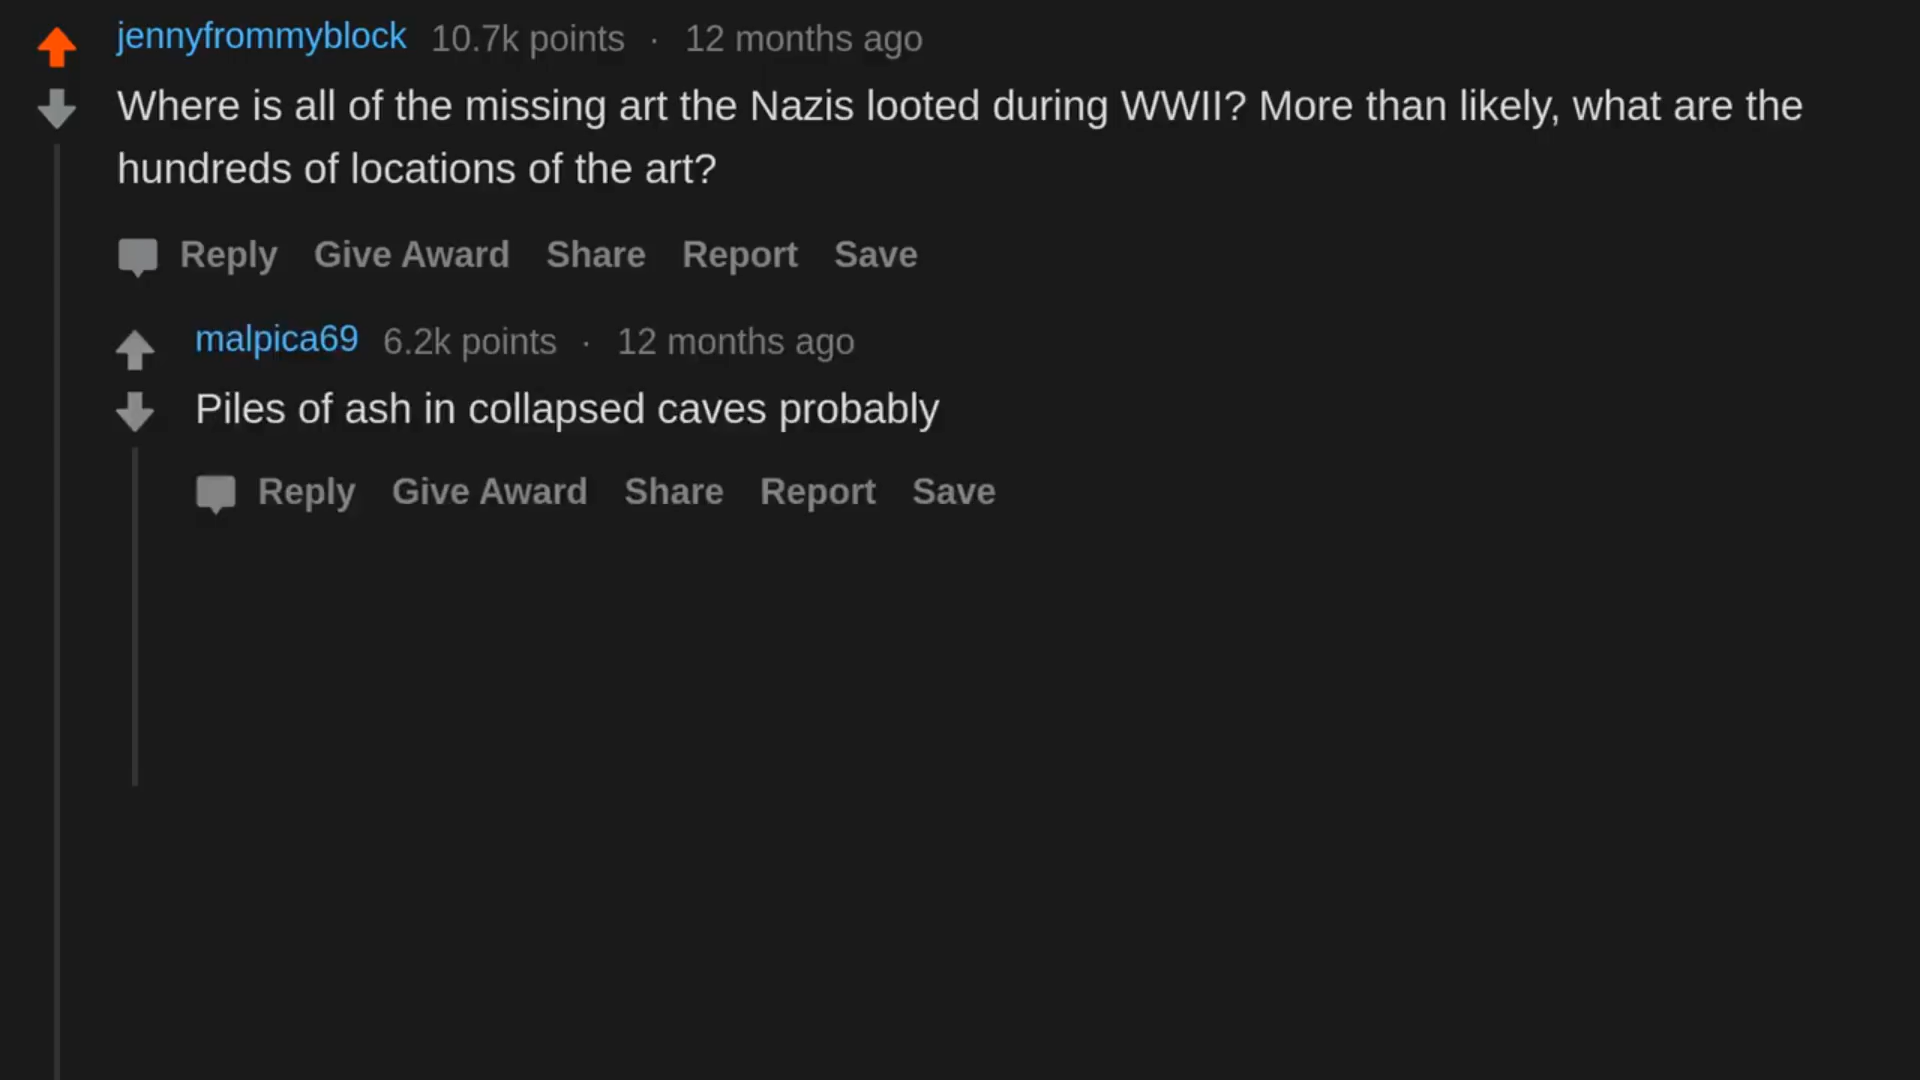 jennyfrommyblock 10.7k points · 12 months ago
Where is all of the missing art the Nazis looted during WWII? More than likely, what are the
hundreds of locations of the art?
Reply Give Award Share Report Save
malpica69 6.2k points · 12 months ago
Piles of ash in collapsed caves probably
Reply Give Award Share Report Save